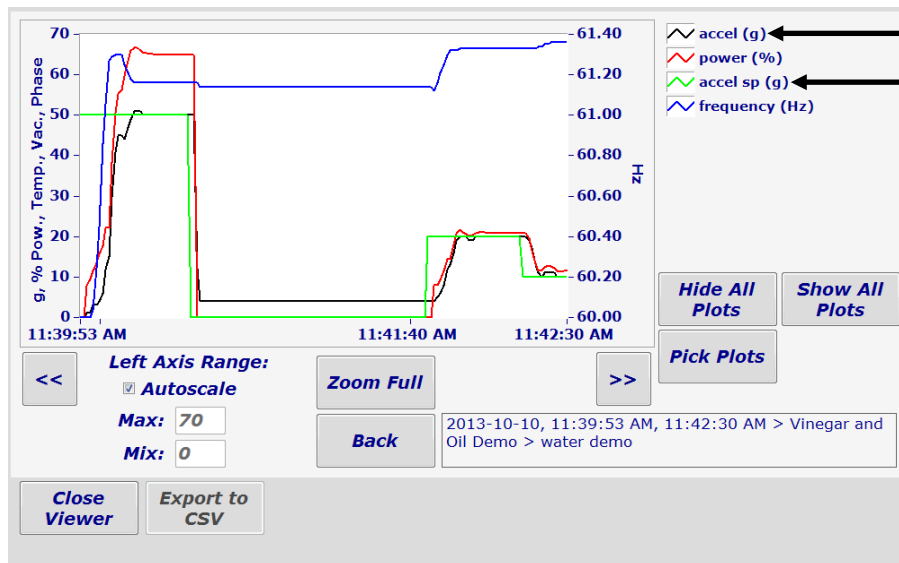 g, % Pow., Temp., Vac., Phase
70
60
50
40
30
20
10
0
11:39:53 AM
11:41:40 AM
11:42:30 AM
61.40
61.20
61.00
60.80
60.60
60.40
60.20
60.00
Hz
accel (g)
power (%)
accel sp (g)
frequency (Hz)
Hide All
Plots
Show All
Plots
Pick Plots
<<
Left Axis Range:
Autoscale
Max: 70
Mix: 0
Zoom Full
Back
>>
2013-10-10, 11:39:53 AM, 11:42:30 AM > Vinegar and
Oil Demo > water demo
Close
Viewer
Export to
CSV